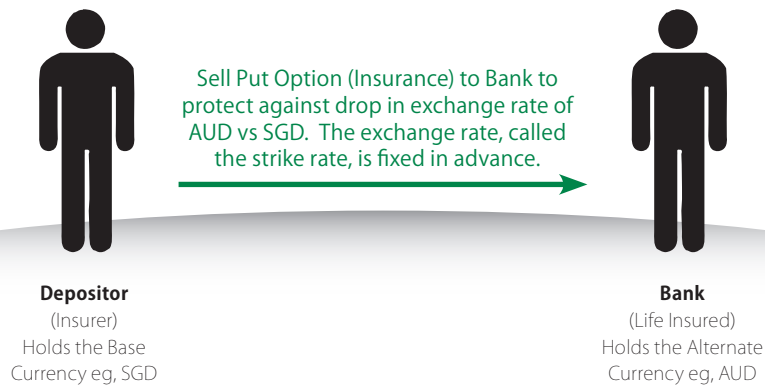 Sell Put Option (Insurance) to Bank to
protect against drop in exchange rate of
AUD vs SGD.  The exchange rate, called
the strike rate, is fixed in advance.
Depositor
(Insurer)
Holds the Base
Currency eg, SGD
Bank
(Life Insured)
Holds the Alternate
Currency eg, AUD